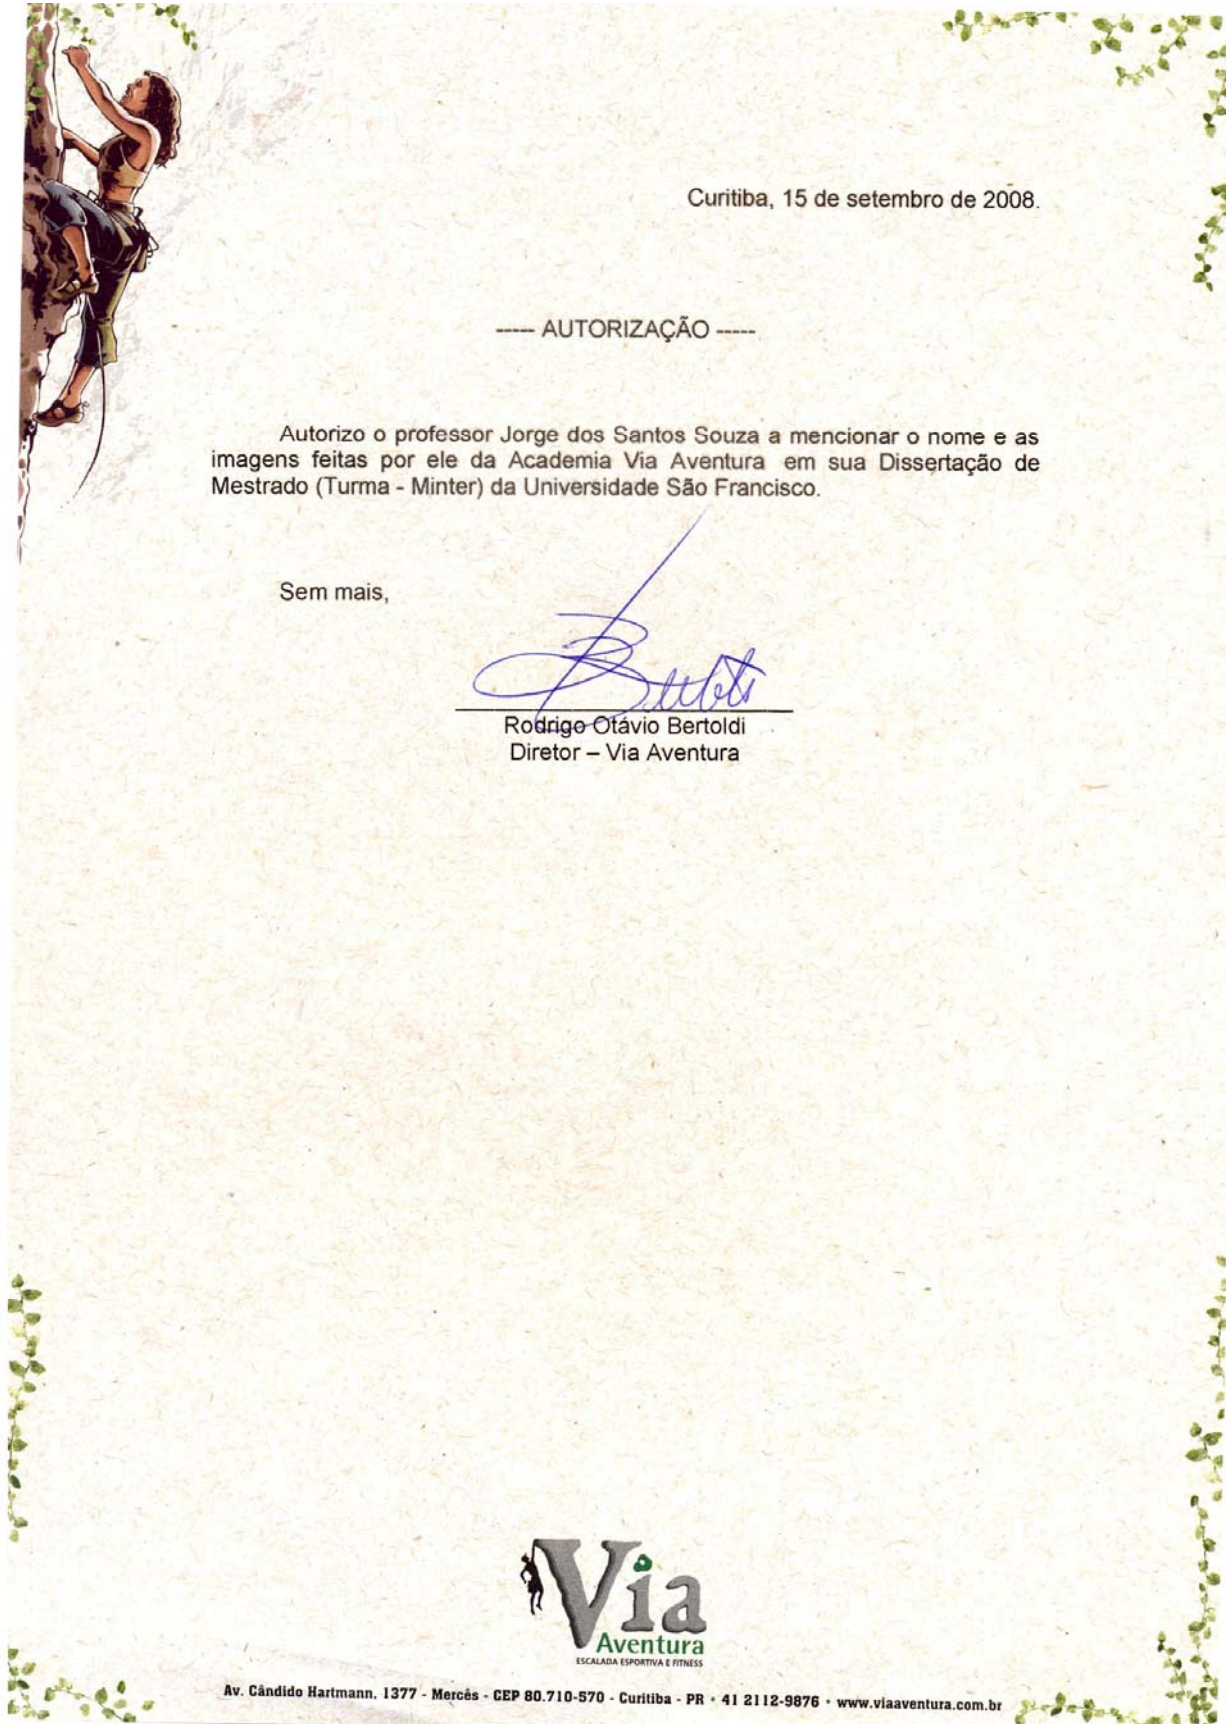 Curitiba, 15 de setembro de 2008.
----- AUTORIZAÇÃO -----
Autorizo o professor Jorge dos Santos Souza a mencionar o nome e as
imagens feitas por ele da Academia Via Aventura em sua Dissertação de
Mestrado (Turma - Minter) da Universidade São Francisco.
Sem mais,
Rodrigo Otávio Bertoldi
Diretor – Via Aventura
Via
Aventura
ESCALADA ESPORTIVA E FITNESS
Av. Cândido Hartmann, 1377 - Mercês - CEP 80.710-570 - Curitiba - PR • 41 2112-9876 • www.viaaventura.com.br